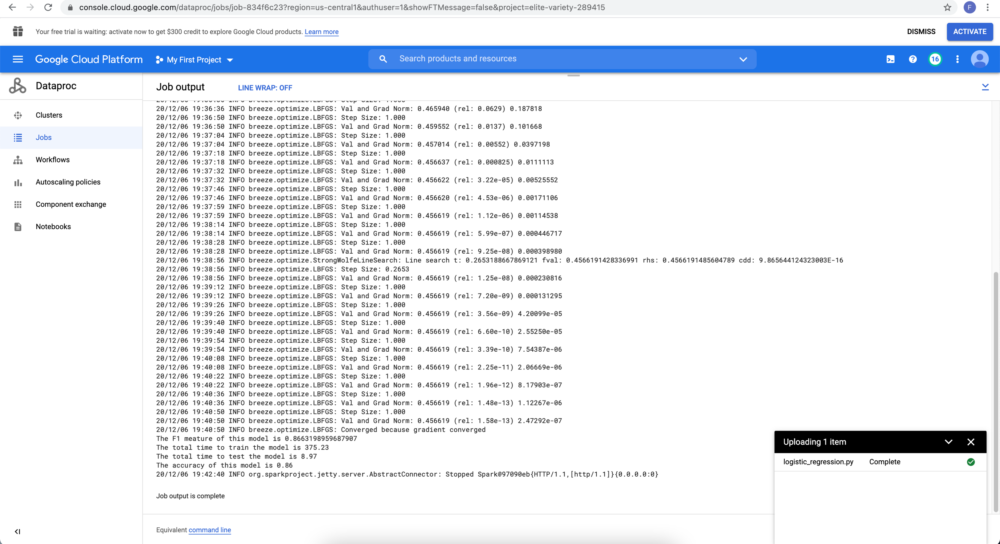 console.cloud.google.com/dataproc/jobs/job-834f6c23?region=us-central1&authuser=1&showFTMessage=false&project=elite-variety-289415
F
Your free trial is waiting: activate now to get $300 credit to explore Google Cloud products. Learn more
DISMISS
ACTIVATE
Google Cloud Platform
My First Project
Search products and resources
16
Dataproc
Clusters
Jobs
Workflows
Autoscaling policies
Component exchange
Notebooks
Job output
LINE WRAP: OFF
20/12/06 19:36:36 INFO breeze.optimize.LBFGS: Step Size: 1.000
20/12/06 19:36:36 INFO breeze.optimize.LBFGS: Val and Grad Norm: 0.465940 (rel: 0.0629) 0.187818
20/12/06 19:36:50 INFO breeze.optimize.LBFGS: Step Size: 1.000
20/12/06 19:36:50 INFO breeze.optimize.LBFGS: Val and Grad Norm: 0.459552 (rel: 0.0137) 0.101668
20/12/06 19:37:04 INFO breeze.optimize.LBFGS: Step Size: 1.000
20/12/06 19:37:04 INFO breeze.optimize.LBFGS: Val and Grad Norm: 0.457014 (rel: 0.00552) 0.0397198
20/12/06 19:37:18 INFO breeze.optimize.LBFGS: Step Size: 1.000
20/12/06 19:37:18 INFO breeze.optimize.LBFGS: Val and Grad Norm: 0.456637 (rel: 0.000825) 0.0111113
20/12/06 19:37:32 INFO breeze.optimize.LBFGS: Step Size: 1.000
20/12/06 19:37:32 INFO breeze.optimize.LBFGS: Val and Grad Norm: 0.456622 (rel: 3.22e-05) 0.00525552
20/12/06 19:37:46 INFO breeze.optimize.LBFGS: Step Size: 1.000
20/12/06 19:37:46 INFO breeze.optimize.LBFGS: Val and Grad Norm: 0.456620 (rel: 4.53e-06) 0.00171106
20/12/06 19:37:59 INFO breeze.optimize.LBFGS: Step Size: 1.000
20/12/06 19:37:59 INFO breeze.optimize.LBFGS: Val and Grad Norm: 0.456619 (rel: 1.12e-06) 0.00114538
20/12/06 19:38:14 INFO breeze.optimize.LBFGS: Step Size: 1.000
20/12/06 19:38:14 INFO breeze.optimize.LBFGS: Val and Grad Norm: 0.456619 (rel: 5.99e-07) 0.000446717
20/12/06 19:38:28 INFO breeze.optimize.LBFGS: Step Size: 1.000
20/12/06 19:38:28 INFO breeze.optimize.LBFGS: Val and Grad Norm: 0.456619 (rel: 9.25e-08) 0.000398980
20/12/06 19:38:56 INFO breeze.optimize.StrongWolfeLineSearch: Line search t: 0.2653188667869121 fval: 0.4566191428336991 rhs: 0.4566191485604789 cdd: 9.865644124323003E-16
20/12/06 19:38:56 INFO breeze.optimize.LBFGS: Step Size: 0.2653
20/12/06 19:38:56 INFO breeze.optimize.LBFGS: Val and Grad Norm: 0.456619 (rel: 1.25e-08) 0.000230816
20/12/06 19:39:12 INFO breeze.optimize.LBFGS: Step Size: 1.000
20/12/06 19:39:12 INFO breeze.optimize.LBFGS: Val and Grad Norm: 0.456619 (rel: 7.20e-09) 0.000131295
20/12/06 19:39:26 INFO breeze.optimize.LBFGS: Step Size: 1.000
20/12/06 19:39:26 INFO breeze.optimize.LBFGS: Val and Grad Norm: 0.456619 (rel: 3.56e-09) 4.20099e-05
20/12/06 19:39:40 INFO breeze.optimize.LBFGS: Step Size: 1.000
20/12/06 19:39:40 INFO breeze.optimize.LBFGS: Val and Grad Norm: 0.456619 (rel: 6.60e-10) 2.55250e-05
20/12/06 19:39:54 INFO breeze.optimize.LBFGS: Step Size: 1.000
20/12/06 19:39:54 INFO breeze.optimize.LBFGS: Val and Grad Norm: 0.456619 (rel: 3.39e-10) 7.54387e-06
20/12/06 19:40:08 INFO breeze.optimize.LBFGS: Step Size: 1.000
20/12/06 19:40:08 INFO breeze.optimize.LBFGS: Val and Grad Norm: 0.456619 (rel: 2.25e-11) 2.06669e-06
20/12/06 19:40:22 INFO breeze.optimize.LBFGS: Step Size: 1.000
20/12/06 19:40:22 INFO breeze.optimize.LBFGS: Val and Grad Norm: 0.456619 (rel: 1.96e-12) 8.17903e-07
20/12/06 19:40:36 INFO breeze.optimize.LBFGS: Step Size: 1.000
20/12/06 19:40:36 INFO breeze.optimize.LBFGS: Val and Grad Norm: 0.456619 (rel: 1.48e-13) 1.12267e-06
20/12/06 19:40:50 INFO breeze.optimize.LBFGS: Step Size: 1.000
20/12/06 19:40:50 INFO breeze.optimize.LBFGS: Val and Grad Norm: 0.456619 (rel: 1.58e-13) 2.47292e-07
20/12/06 19:40:50 INFO breeze.optimize.LBFGS: Converged because gradient converged
The F1 meature of this model is 0.8663198959687907
The total time to train the model is 375.23
The total time to test the model is 8.97
The accuracy of this model is 0.86
20/12/06 19:42:40 INFO org.sparkproject.jetty.server.AbstractConnector: Stopped Spark@97090eb{HTTP/1.1,[http/1.1]}{0.0.0.0:0}
Job output is complete
Equivalent command line
Uploading 1 item
logistic_regression.py Complete